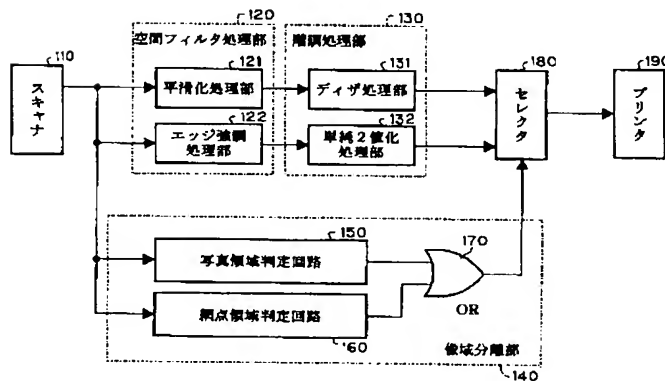 120
130
空間フィルタ処理部
階調処理部
110
121
131
180
190
スキャナ
平滑化処理部
ディザ処理部
セレクタ
プリンタ
122
132
エッジ強調
処理部
単純2値化
処理部
150
170
写真領域判定回路
OR
網点領域判定回路
160
像域分離部
140